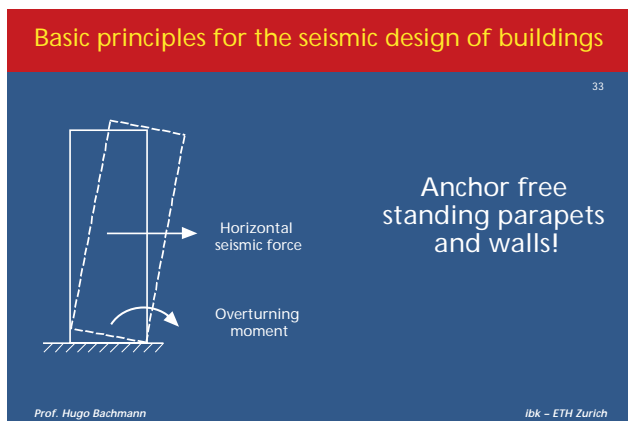 Basic principles for the seismic design of buildings
33
Anchor free
standing parapets
and walls!
Horizontal
seismic force
Overturning
moment
Prof. Hugo Bachmann
ibk – ETH Zurich